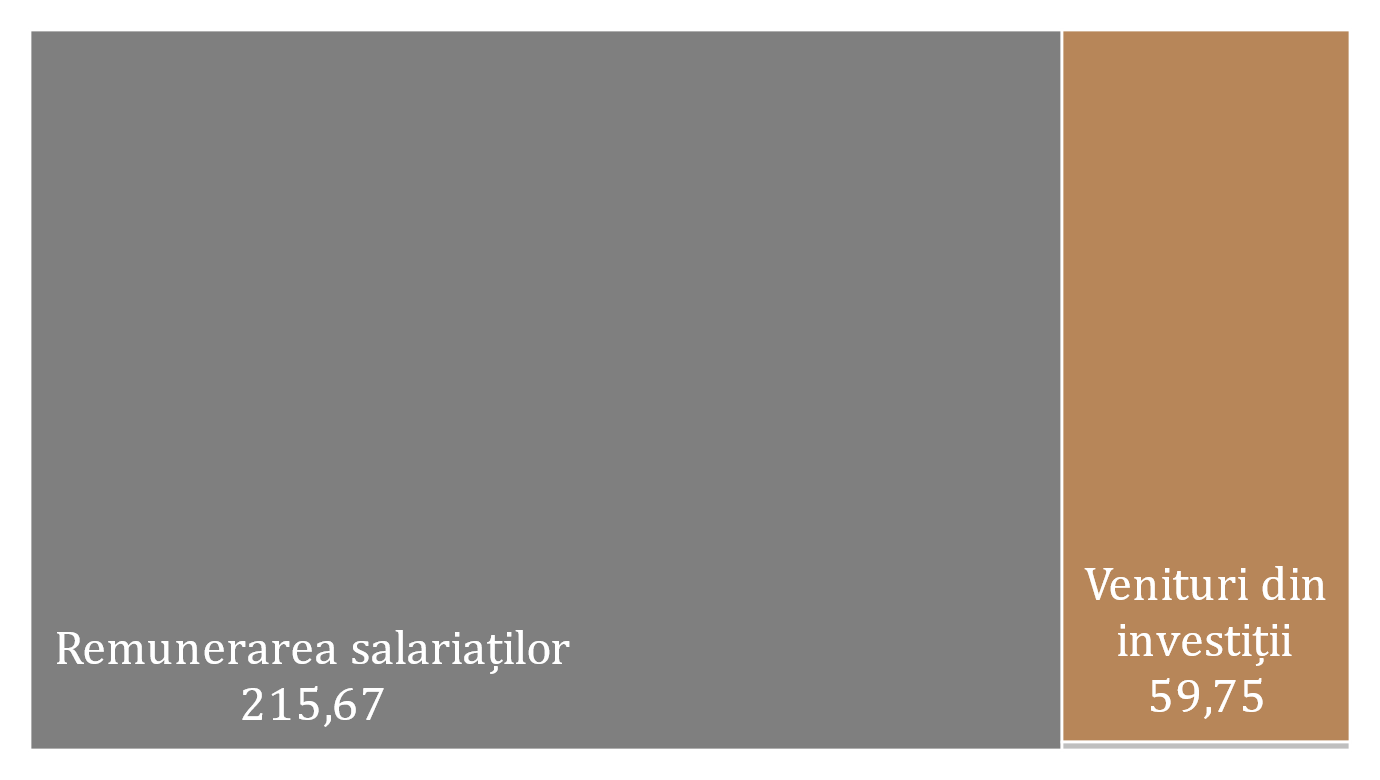 Remunerarea salariaților
215,67
Venituri din
investiții
59,75